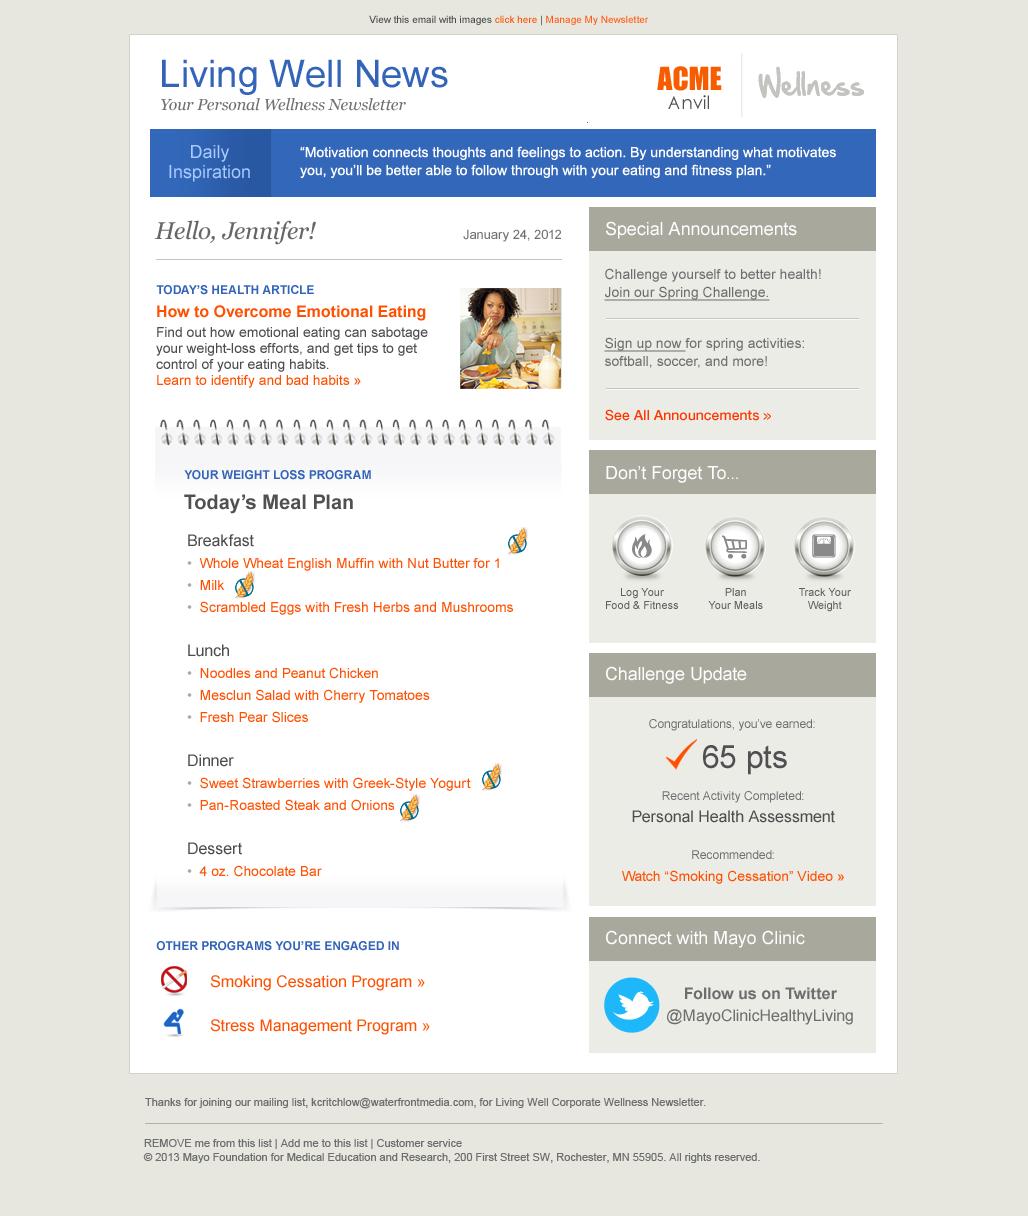 View this email with images click here | Manage My Newsletter
Living Well News
Your Personal Wellness Newsletter
ACME
Anvil
Wellness
Daily
Inspiration
“Motivation connects thoughts and feelings to action. By understanding what motivates
you, you’ll be better able to follow through with your eating and fitness plan.”
Hello, Jennifer!
January 24, 2012
TODAY’S HEALTH ARTICLE
How to Overcome Emotional Eating
Find out how emotional eating can sabotage
your weight-loss efforts, and get tips to get
control of your eating habits.
Learn to identify and bad habits »
YOUR WEIGHT LOSS PROGRAM
Today’s Meal Plan
Breakfast
• Whole Wheat English Muffin with Nut Butter for 1
• Milk
• Scrambled Eggs with Fresh Herbs and Mushrooms
Lunch
• Noodles and Peanut Chicken
• Mesclun Salad with Cherry Tomatoes
• Fresh Pear Slices
Dinner
• Sweet Strawberries with Greek-Style Yogurt
• Pan-Roasted Steak and Onions
Dessert
• 4 oz. Chocolate Bar
OTHER PROGRAMS YOU’RE ENGAGED IN
Smoking Cessation Program »
Stress Management Program »
Special Announcements
Challenge yourself to better health!
Join our Spring Challenge.
Sign up now for spring activities:
softball, soccer, and more!
See All Announcements »
Don’t Forget To...
Log Your
Food & Fitness
Plan
Your Meals
Track Your
Weight
Challenge Update
Congratulations, you’ve earned:
65 pts
Recent Activity Completed:
Personal Health Assessment
Recommended:
Watch “Smoking Cessation” Video »
Connect with Mayo Clinic
Follow us on Twitter
@MayoClinicHealthyLiving
Thanks for joining our mailing list, kcritchlow@waterfrontmedia.com, for Living Well Corporate Wellness Newsletter.
REMOVE me from this list | Add me to this list | Customer service
© 2013 Mayo Foundation for Medical Education and Research, 200 First Street SW, Rochester, MN 55905. All rights reserved.